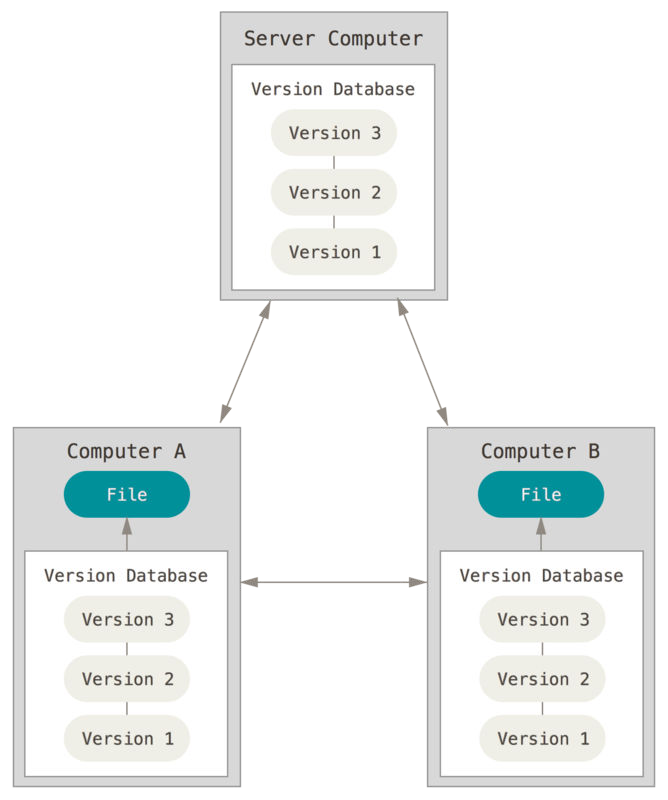 Server Computer
Version Database
Version 3
Version 2
Version 1
Computer A
File
Version Database
Version 3
Version 2
Version 1
Computer B
File
Version Database
Version 3
Version 2
Version 1